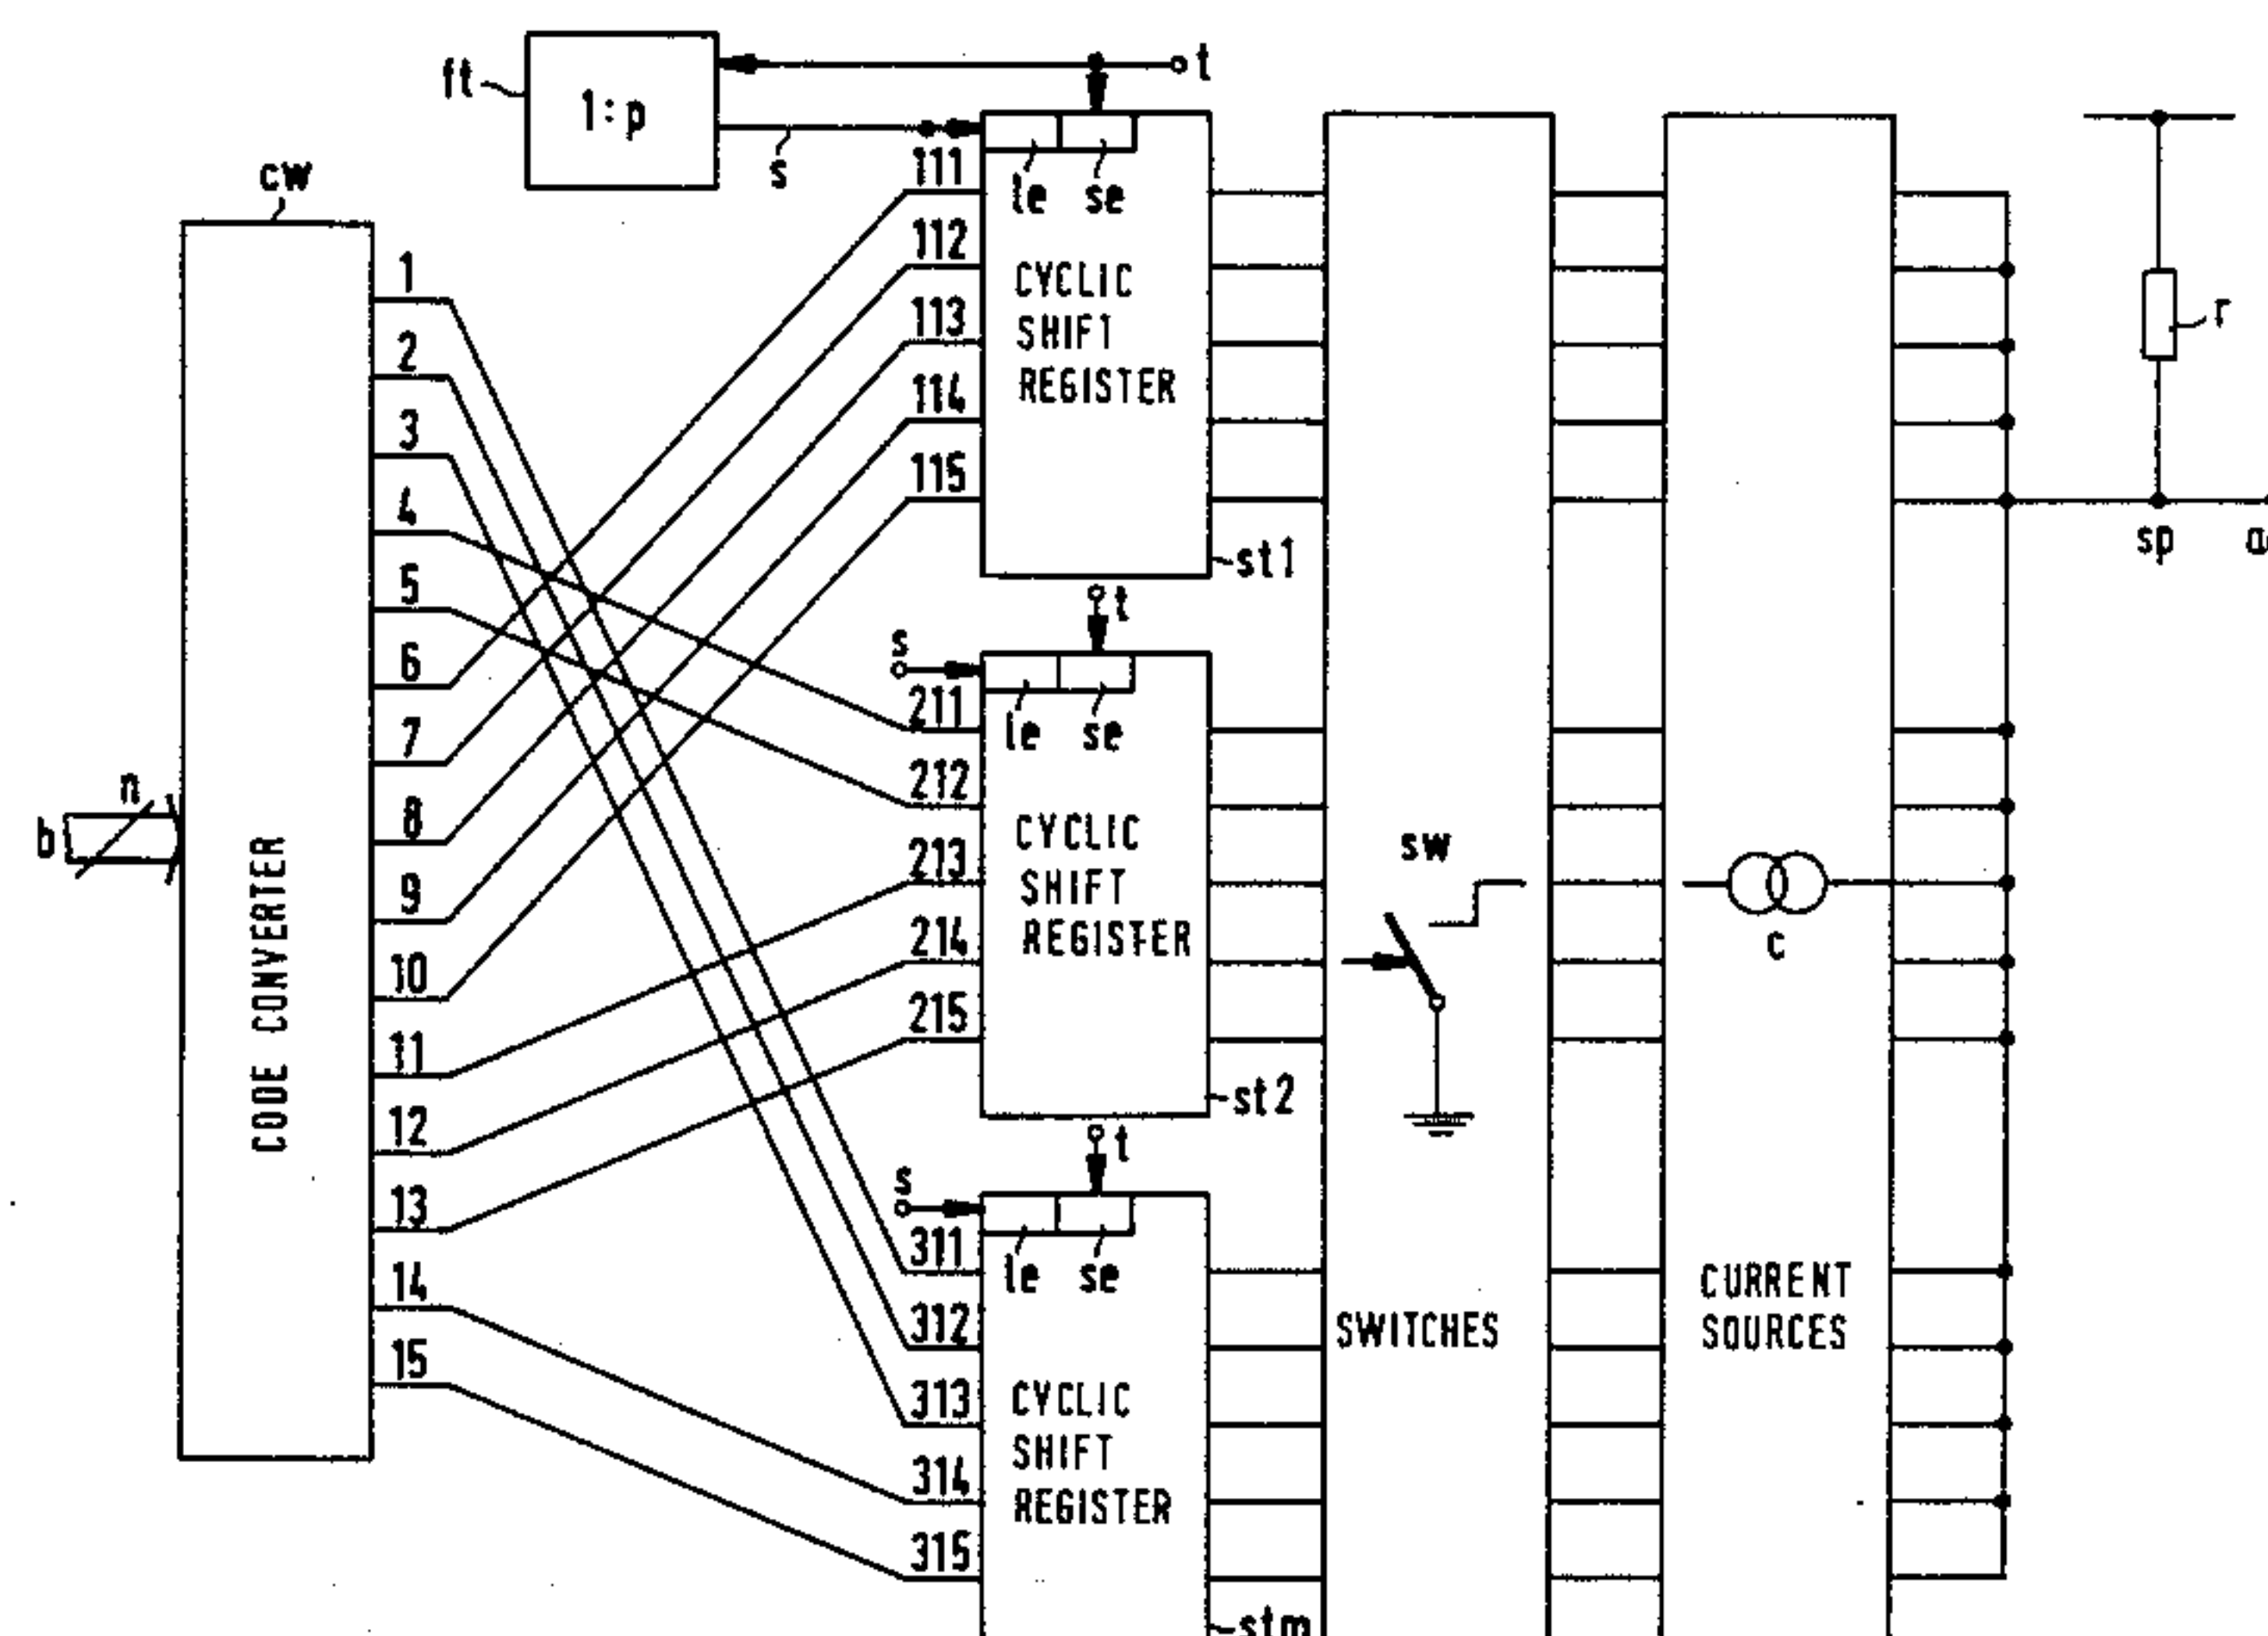 ft
1:p
t
s
cw
1
2
3
4
5
6
7
8
9
10
11
12
13
14
15
n
b
CODE CONVERTER
111
112
113
114
115
le
se
CYCLIC
SHIFT
REGISTER
st1
t
s
211
212
213
214
215
le
se
CYCLIC
SHIFT
REGISTER
st2
t
s
311
312
313
314
315
le
se
CYCLIC
SHIFT
REGISTER
stm
sw
SWITCHES
c
CURRENT
SOURCES
r
sp
a